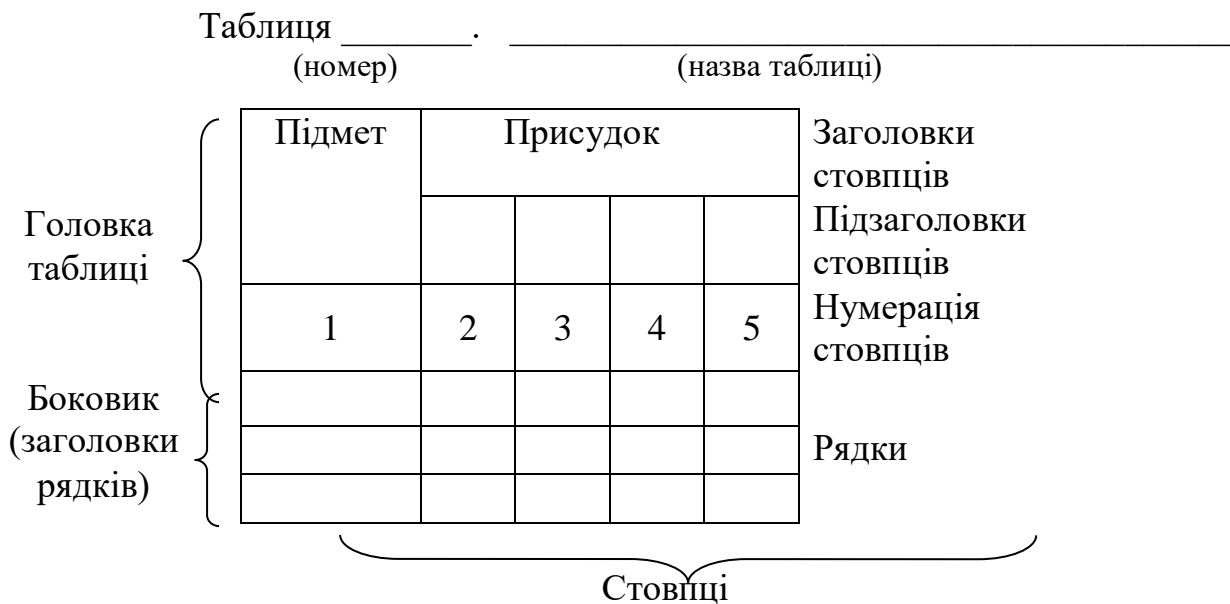 Таблиця _______. _______________________________________
(номер) (назва таблиці)
Підмет Присудок Заголовки
стовпців
Головка
таблиці
Підзаголовки
стовпців
1 2 3 4 5 Нумерація
стовпців
Боковик
(заголовки
рядків)
Рядки
Стовпці